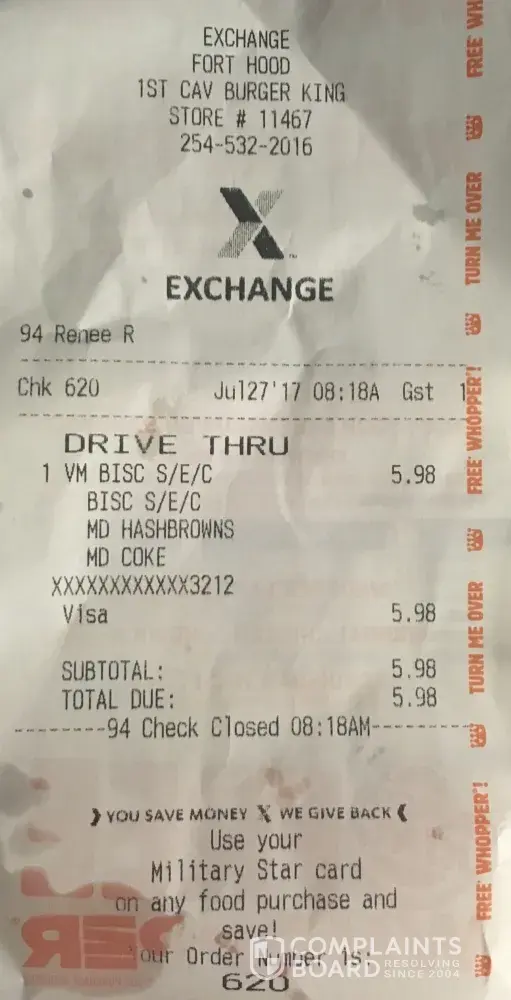 EXCHANGE
FORT HOOD
1ST CAV BURGER KING
STORE # 11467
254-532-2016
EXCHANGE
94 Renee R
Chk 620 Jul27'17 08:18A Gst 1
DRIVE THRU
1 VM BISC S/E/C 5.98
BISC S/E/C
MD HASHBROWNS
MD COKE
XXXXXXXXXXXX3212
Visa 5.98
SUBTOTAL: 5.98
TOTAL DUE: 5.98
--------94 Check Closed 08:18AM--------
YOU SAVE MONEY X WE GIVE BACK
Use your
Military Star card
on any food purchase and
save!
our Order Number is:
620
FREE WH
TURN ME OVER
FREE WHOPPER!
TURN ME OVER
FREE WHOPPER!
COMPLAINTS
BOARD RESOLVING
SINCE 2004